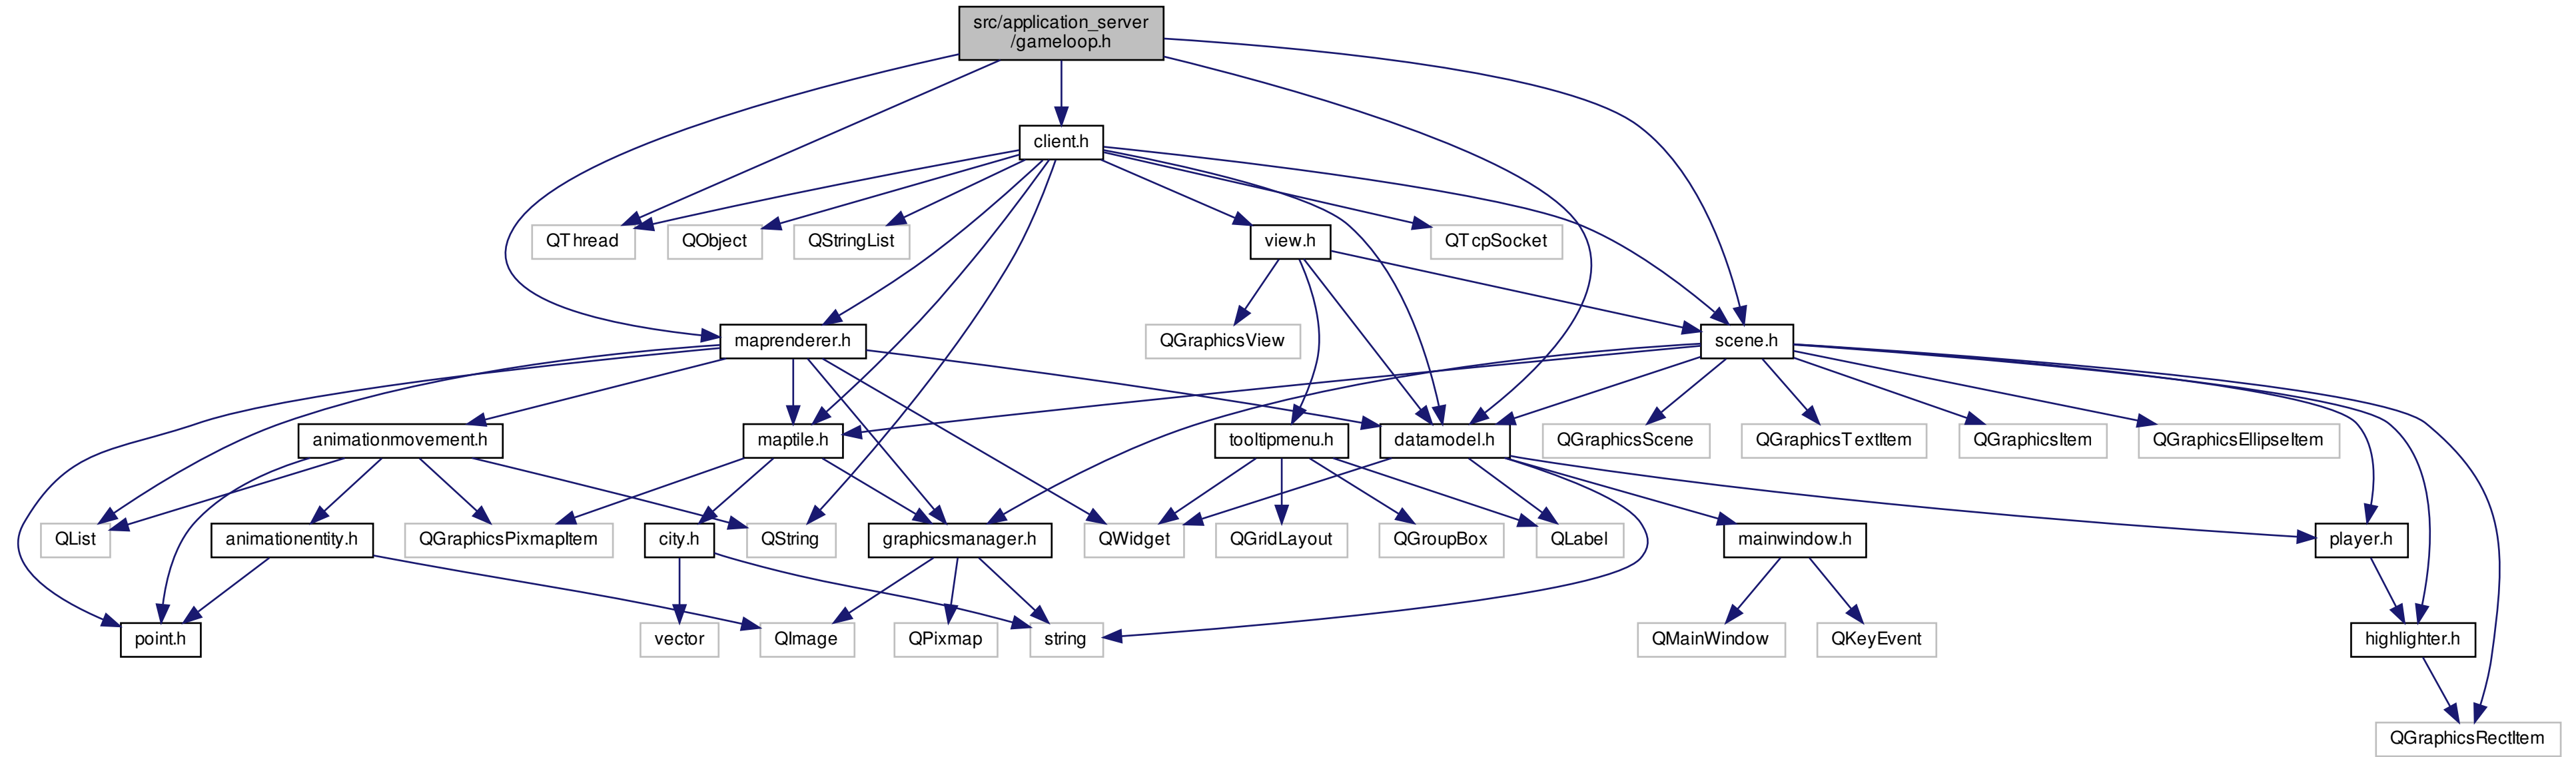 src/application_server
/gameloop.h
client.h
QThread
QObject
QStringList
view.h
QTcpSocket
maprenderer.h
QGraphicsView
scene.h
animationmovement.h
maptile.h
tooltipmenu.h
datamodel.h
QGraphicsScene
QGraphicsTextItem
QGraphicsItem
QGraphicsEllipseItem
QList
animationentity.h
QGraphicsPixmapItem
city.h
QString
graphicsmanager.h
QWidget
QGridLayout
QGroupBox
QLabel
mainwindow.h
player.h
point.h
vector
QImage
QPixmap
string
QMainWindow
QKeyEvent
highlighter.h
QGraphicsRectItem